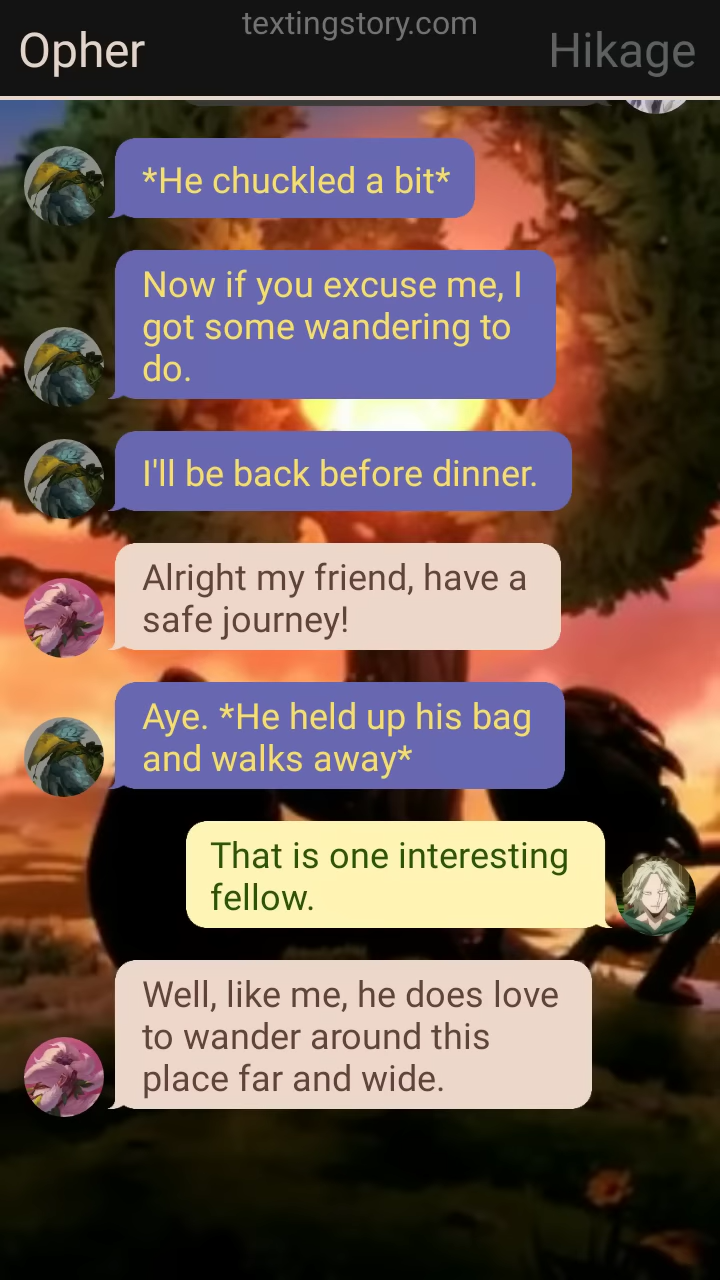 textingstory.com
Opher
Hikage
*He chuckled a bit*
Now if you excuse me, I
got some wandering to
do.
I'll be back before dinner.
Alright my friend, have a
safe journey!
Aye. *He held up his bag
and walks away*
That is one interesting
fellow.
Well, like me, he does love
to wander around this
place far and wide.